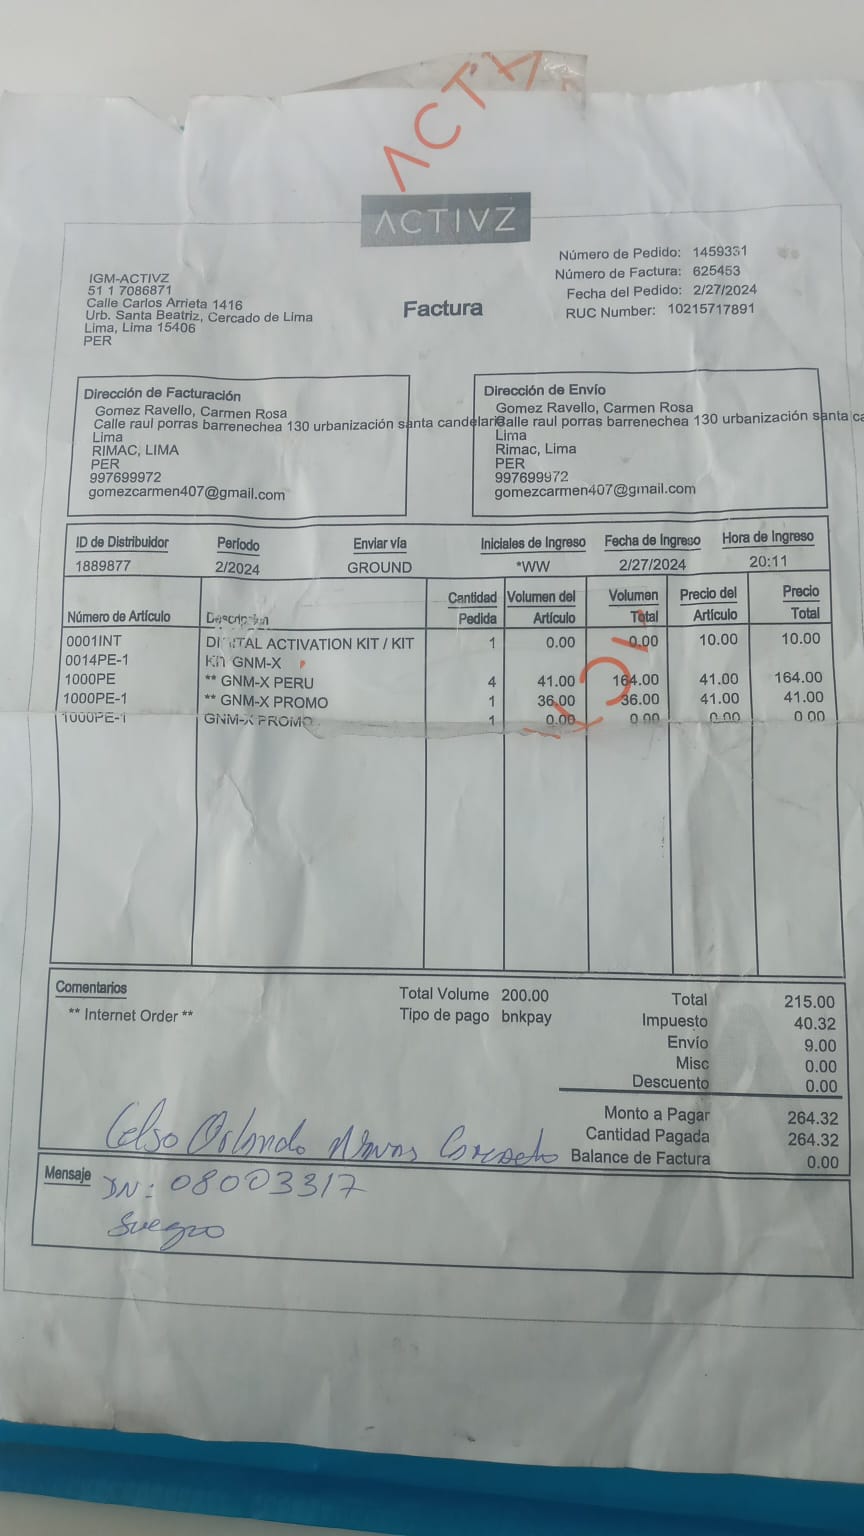 ACTIVZ
IGM-ACTIVZ
51 1 7086871
Calle Carlos Arrieta 1416
Urb. Santa Beatriz, Cercado de Lima
Lima, Lima 15406
PER
Factura
Número de Pedido: 1459331
Número de Factura: 625453
Fecha del Pedido: 2/27/2024
RUC Number: 10215717891
Dirección de Facturación
Gomez Ravello, Carmen Rosa
Calle raul porras barrenechea 130 urbanización santa candelaria
Lima
RIMAC, LIMA
PER
997699972
gomezcarmen407@gmail.com
Dirección de Envío
Gomez Ravello, Carmen Rosa
Calle raul porras barrenechea 130 urbanización santa ca
Lima
Rimac, Lima
PER
997699972
gomezcarmen407@gmail.com
ID de Distribuidor Período Enviar vía Iniciales de Ingreso Fecha de Ingreso Hora de Ingreso
1889877 2/2024 GROUND *WW 2/27/2024 20:11
Número de Artículo Descripción Cantidad Pedida Volumen del Artículo Volumen Total Precio del Artículo Precio Total
0001INT DIGITAL ACTIVATION KIT / KIT 1 0.00 0.00 10.00 10.00
0014PE-1 Kit GNM-X
1000PE ** GNM-X PERU 4 41.00 164.00 41.00 164.00
1000PE-1 ** GNM-X PROMO 1 36.00 36.00 41.00 41.00
1000PE-1 GNM-X PROMO 1 0.00 0.00 0.00 0.00
Comentarios
** Internet Order **
Total Volume 200.00
Tipo de pago bnkpay
Total 215.00
Impuesto 40.32
Envío 9.00
Misc 0.00
Descuento 0.00
Monto a Pagar 264.32
Cantidad Pagada 264.32
Balance de Factura 0.00
Celso Orlando
Mensaje
DN: 08003317
Suegro